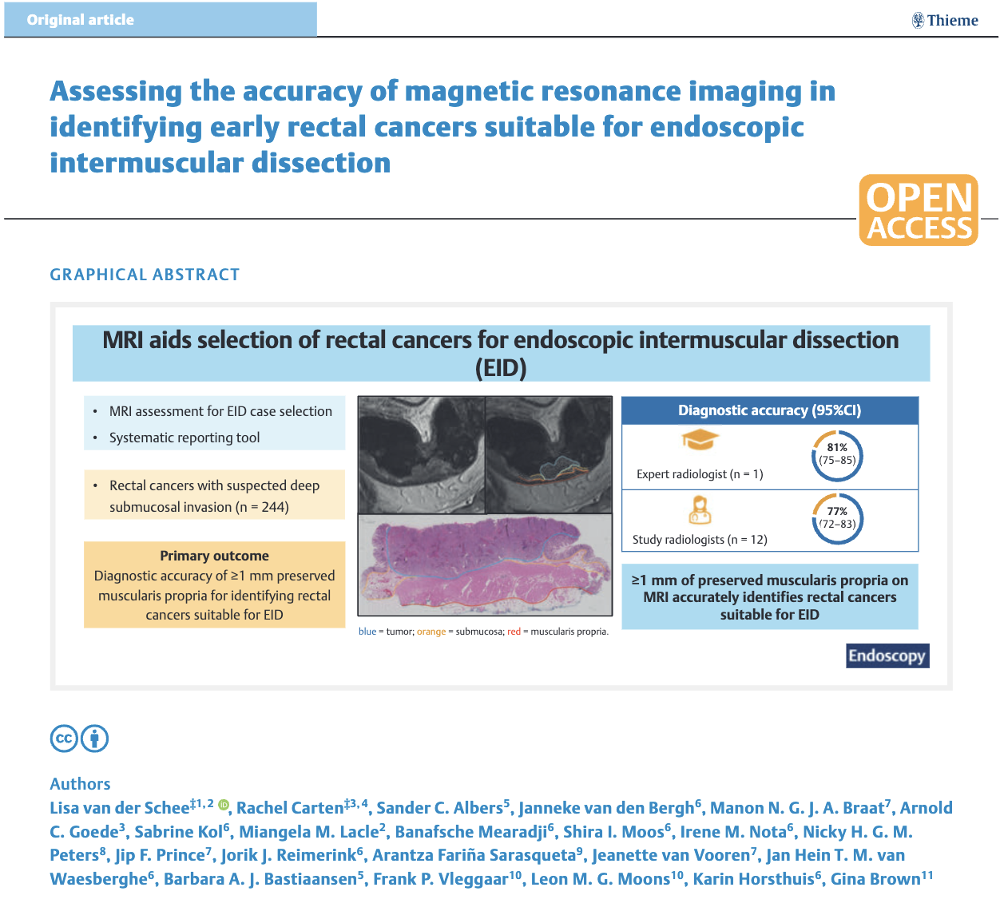 Original article
Thieme
Assessing the accuracy of magnetic resonance imaging in
identifying early rectal cancers suitable for endoscopic
intermuscular dissection
OPEN
ACCESS
GRAPHICAL ABSTRACT
MRI aids selection of rectal cancers for endoscopic intermuscular dissection
(EID)
• MRI assessment for EID case selection
• Systematic reporting tool
• Rectal cancers with suspected deep
submucosal invasion (n = 244)
Primary outcome
Diagnostic accuracy of ≥1 mm preserved
muscularis propria for identifying rectal
cancers suitable for EID
blue = tumor; orange = submucosa; red = muscularis propria.
Diagnostic accuracy (95%CI)
81%
(75–85)
Expert radiologist (n = 1)
77%
(72–83)
Study radiologists (n = 12)
≥1 mm of preserved muscularis propria on
MRI accurately identifies rectal cancers
suitable for EID
Endoscopy
cc
Authors
Lisa van der Schee‡1, 2 iD, Rachel Carten‡3, 4, Sander C. Albers5, Janneke van den Bergh6, Manon N. G. J. A. Braat7, Arnold
C. Goede3, Sabrine Kol6, Miangela M. Lacle2, Banafsche Mearadji6, Shira I. Moos6, Irene M. Nota6, Nicky H. G. M.
Peters8, Jip F. Prince7, Jorik J. Reimerink6, Arantza Fariña Sarasqueta9, Jeanette van Vooren7, Jan Hein T. M. van
Waesberghe6, Barbara A. J. Bastiaansen5, Frank P. Vleggaar10, Leon M. G. Moons10, Karin Horsthuis6, Gina Brown11